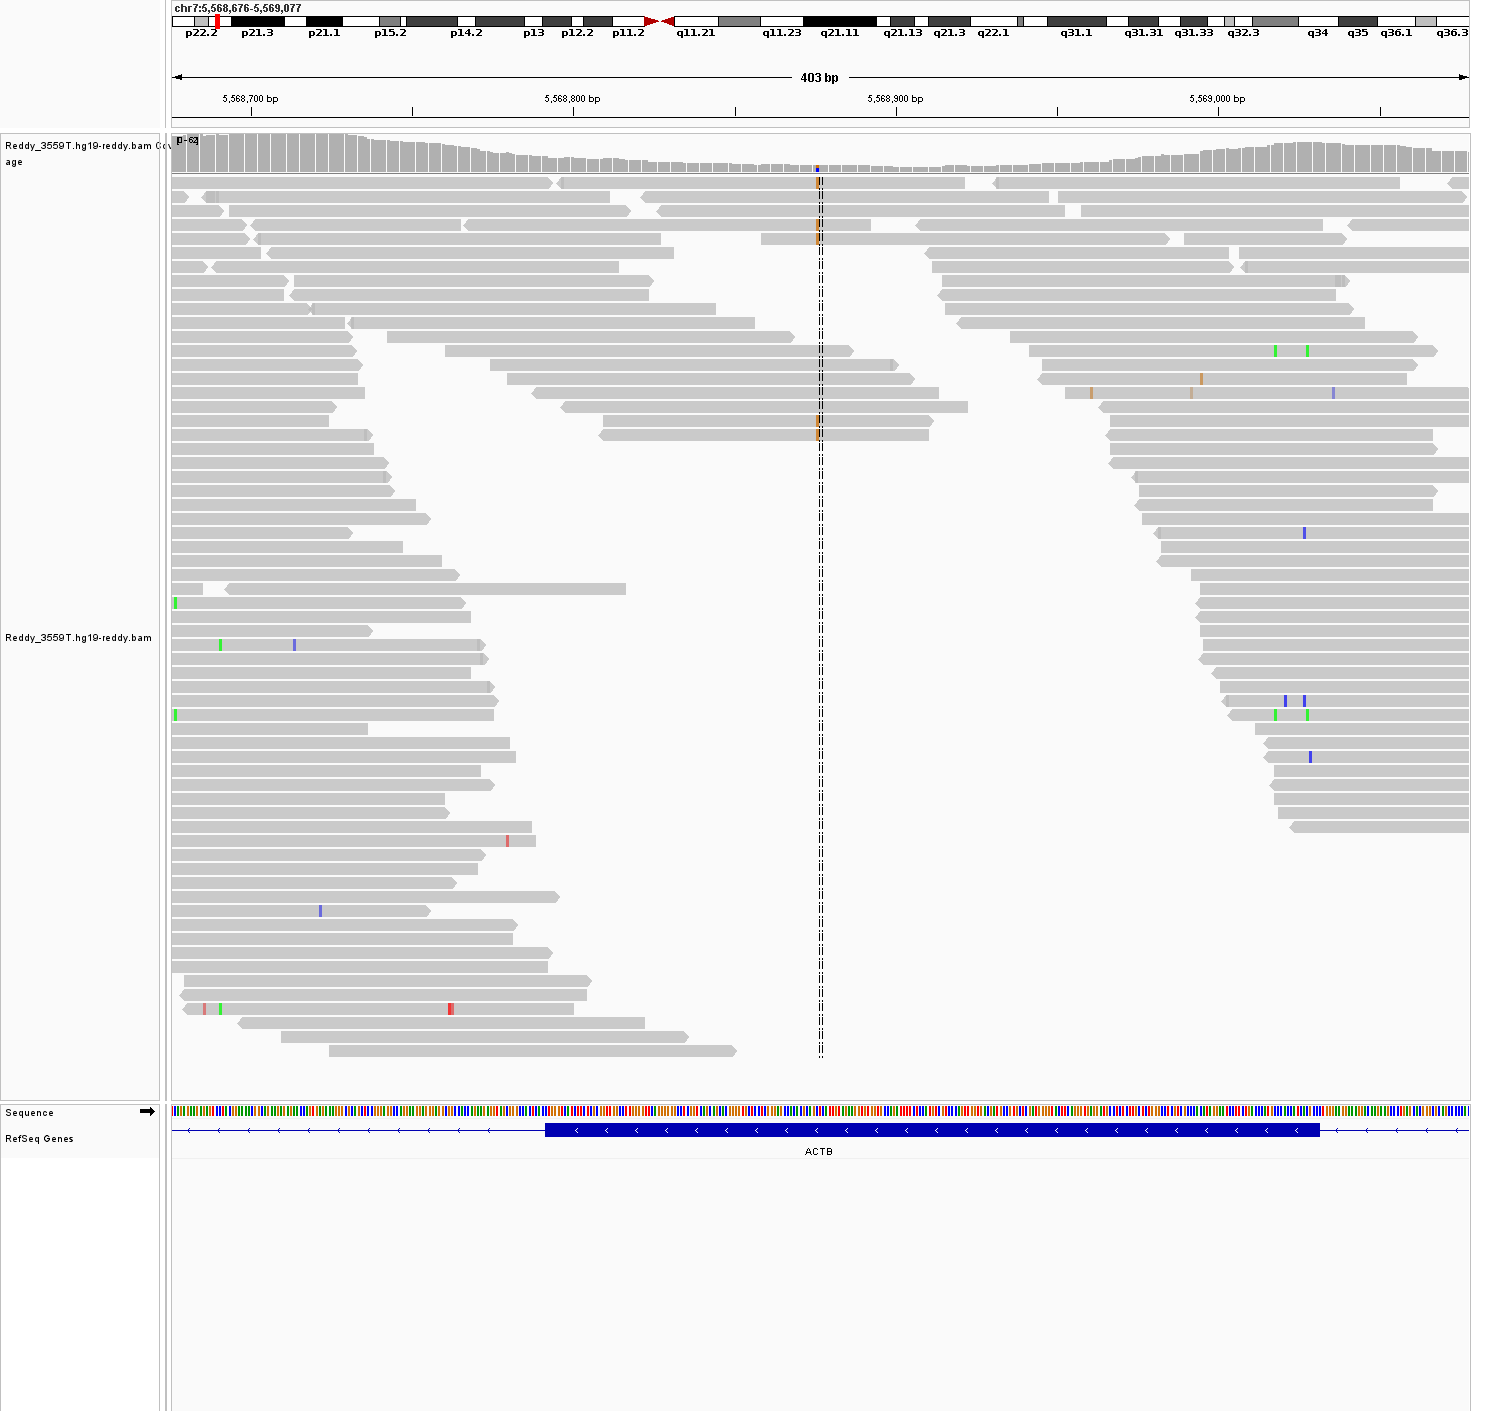 chr7:5,568,676-5,569,077
p22.2 p21.3 p21.1 p15.2 p14.2 p13 p12.2 p11.2 q11.21 q11.23 q21.11 q21.13 q21.3 q22.1 q31.1 q31.31 q31.33 q32.3 q34 q35 q36.1 q36.3
403 bp
5,568,700 bp 5,568,800 bp 5,568,900 bp 5,569,000 bp
Reddy_3559T.hg19-reddy.bam Cov
age
[0-62]
Reddy_3559T.hg19-reddy.bam
Sequence
RefSeq Genes
ACTB